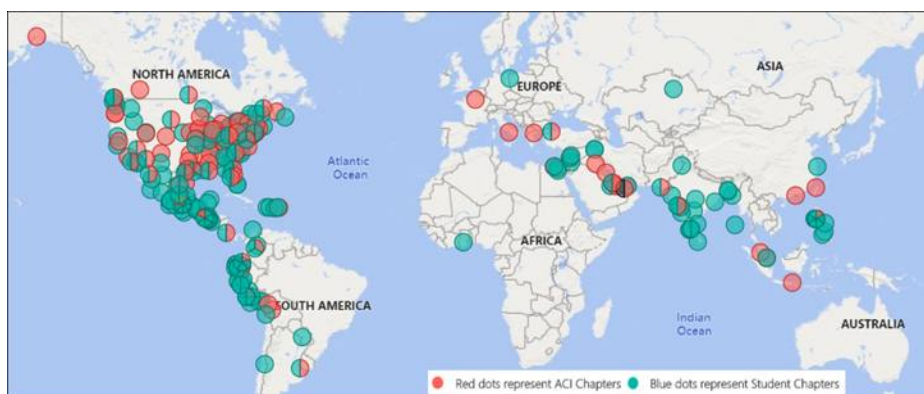 NORTH AMERICA
EUROPE
ASIA
Atlantic
Ocean
AFRICA
SOUTH AMERICA
Indian
Ocean
AUSTRALIA
Red dots represent ACI Chapters
Blue dots represent Student Chapters